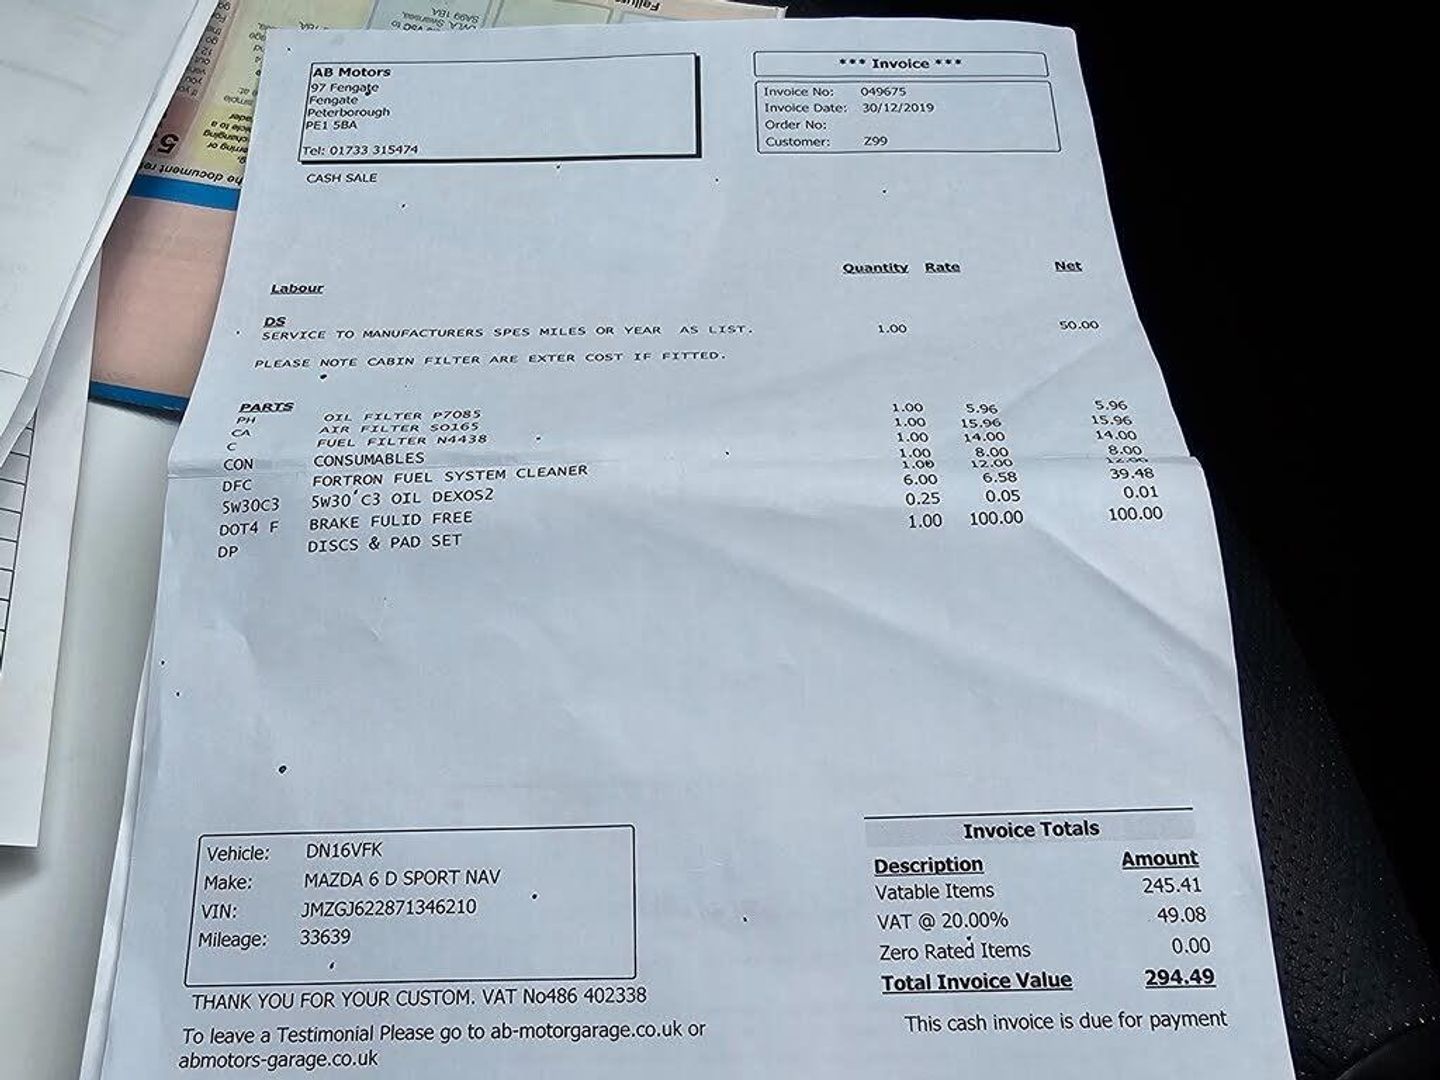 AB Motors
97 Fengate
Fengate
Peterborough
PE1 5BA
Tel: 01733 315474
*** Invoice ***
Invoice No: 049675
Invoice Date: 30/12/2019
Order No:
Customer: Z99
CASH SALE
Quantity Rate Net
Labour
DS
SERVICE TO MANUFACTURERS SPES MILES OR YEAR AS LIST. 1.00 50.00
PLEASE NOTE CABIN FILTER ARE EXTER COST IF FITTED.
PARTS
PH OIL FILTER P7085 1.00 5.96 5.96
CA AIR FILTER SO165 1.00 15.96 15.96
C FUEL FILTER N4438 1.00 14.00 14.00
CON CONSUMABLES 1.00 8.00 8.00
DFC FORTRON FUEL SYSTEM CLEANER 1.00 12.00 12.00
5W30C3 5W30 C3 OIL DEXOS2 6.00 6.58 39.48
DOT4 F BRAKE FULID FREE 0.25 0.05 0.01
DP DISCS & PAD SET 1.00 100.00 100.00
Vehicle: DN16VFK
Make: MAZDA 6 D SPORT NAV
VIN: JMZGJ622871346210
Mileage: 33639
Invoice Totals
Description Amount
Vatable Items 245.41
VAT @ 20.00% 49.08
Zero Rated Items 0.00
Total Invoice Value 294.49
THANK YOU FOR YOUR CUSTOM. VAT No486 402338
To leave a Testimonial Please go to ab-motorgarage.co.uk or
abmotors-garage.co.uk
This cash invoice is due for payment